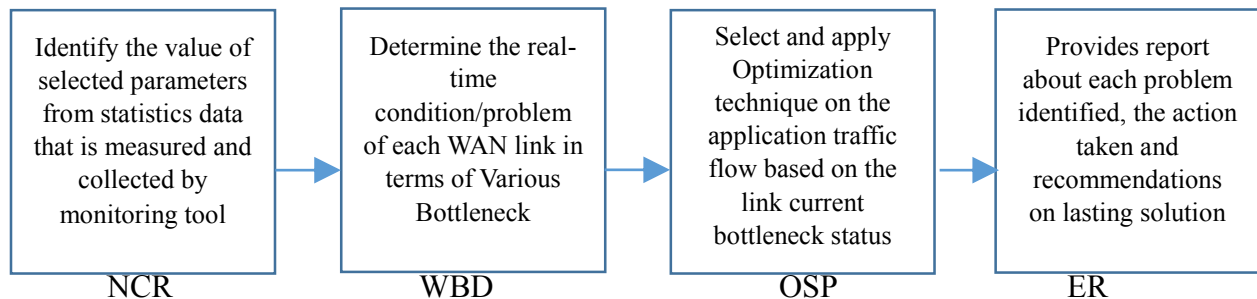 Identify the value of
selected parameters
from statistics data
that is measured and
collected by
monitoring tool
NCR
Determine the real-
time
condition/problem
of each WAN link in
terms of Various
Bottleneck
WBD
Select and apply
Optimization
technique on the
application traffic
flow based on the
link current
bottleneck status
OSP
Provides report
about each problem
identified, the action
taken and
recommendations
on lasting solution
ER